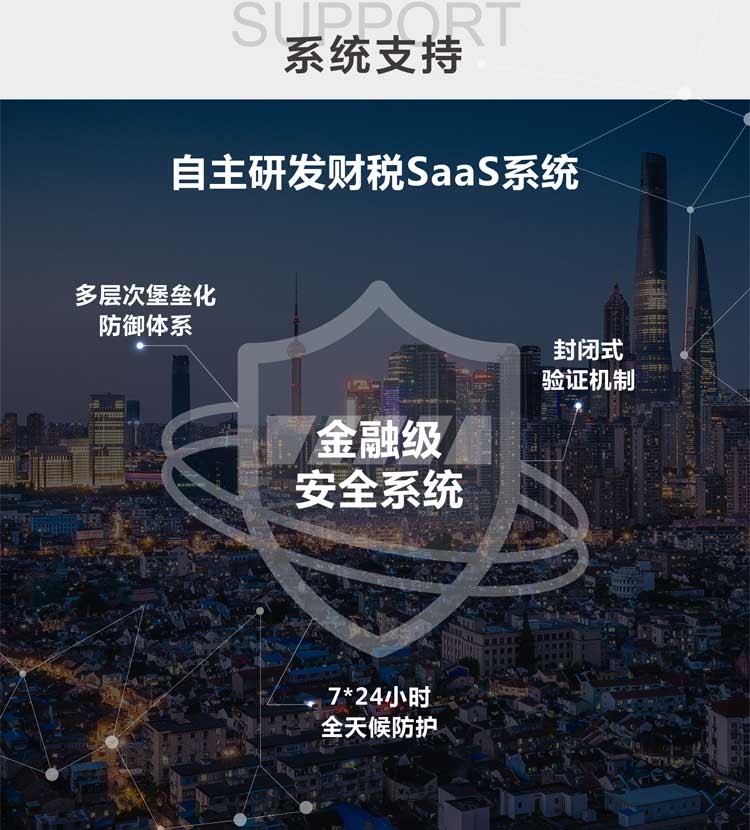 SUPPORT
系统支持
自主研发财税SaaS系统
多层次堡垒化
防御体系
封闭式
验证机制
金融级
安全系统
7*24小时
全天候防护